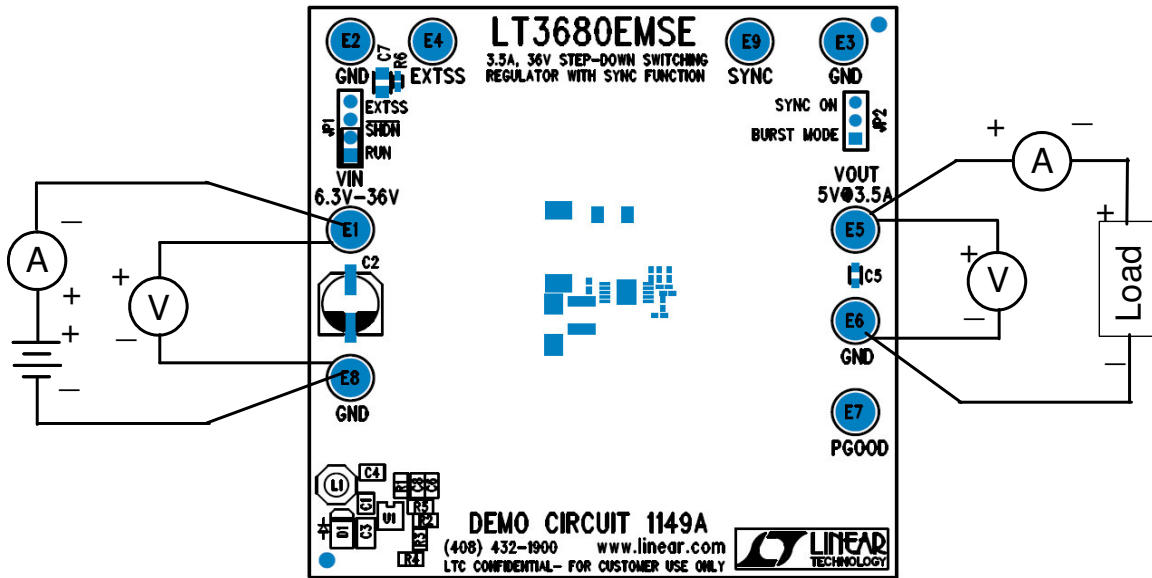 E2
E4
LT3680EMSE
E9
E3
C7
R6
3.5A, 36V STEP-DOWN SWITCHING
REGULATOR WITH SYNC FUNCTION
GND
EXTSS
SYNC
GND
JP1
EXTSS
SHDN
RUN
SYNC ON
BURST MODE
JP2
VIN
6.3V-36V
VOUT
5V@3.5A
+
A
−
E1
E5
−
A
+
+
−
+
V
−
C2
+
V
−
C5
+
Load
−
E6
GND
E8
GND
E7
PGOOD
L1
C4
R1
C8
C6
C1
U1
R5
R2
D1
C3
R3
R4
DEMO CIRCUIT 1149A
(408) 432-1900 www.linear.com
LTC CONFIDENTIAL- FOR CUSTOMER USE ONLY
LT LINEAR
TECHNOLOGY